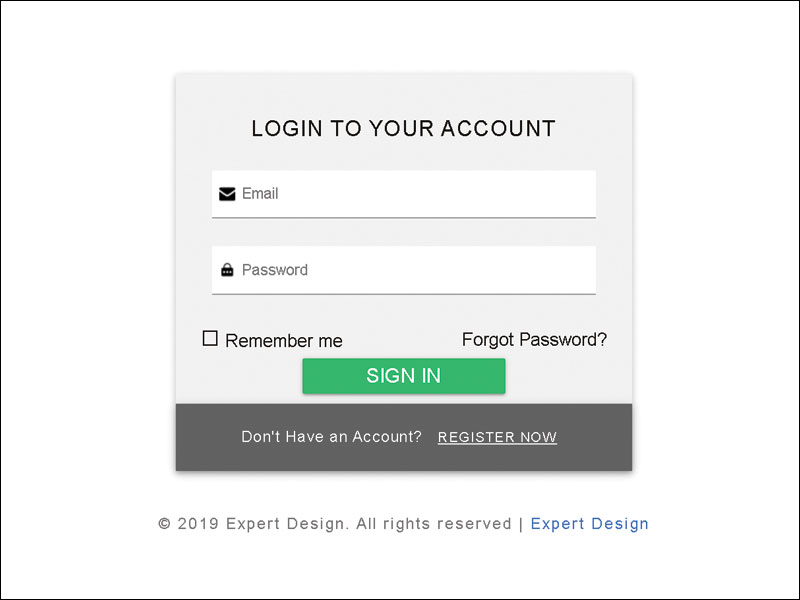 LOGIN TO YOUR ACCOUNT
Email
Password
Remember me Forgot Password?
SIGN IN
Don't Have an Account? REGISTER NOW
© 2019 Expert Design. All rights reserved | Expert Design